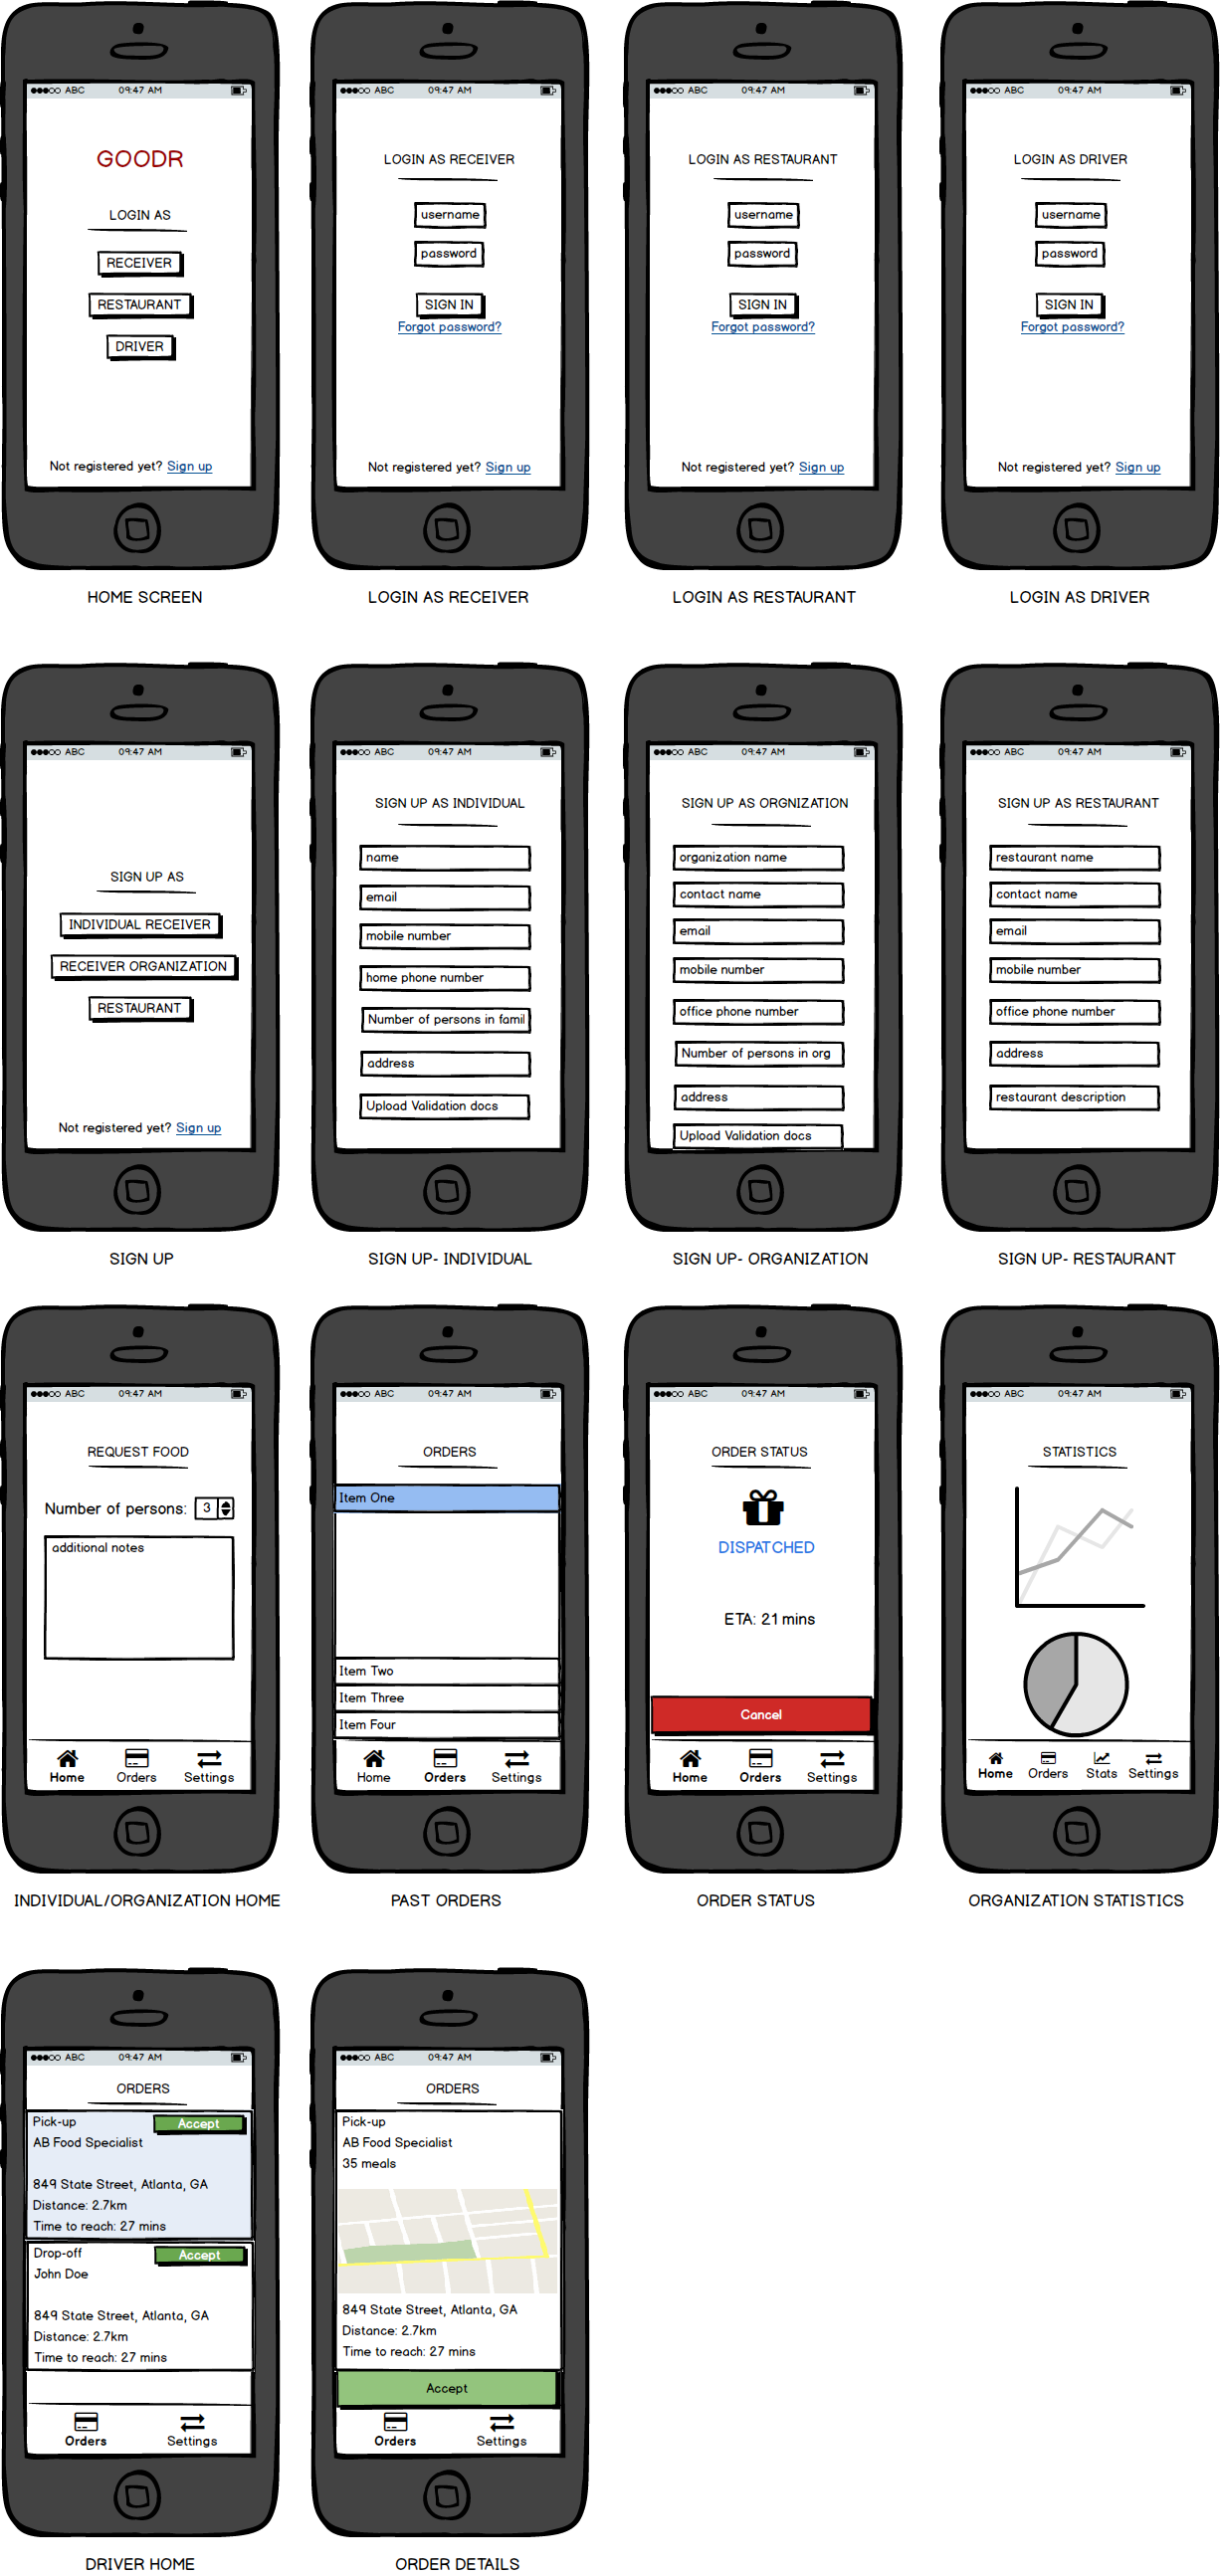 ABC 09:47 AM
GOODR
LOGIN AS
RECEIVER
RESTAURANT
DRIVER
Not registered yet? Sign up
HOME SCREEN
ABC 09:47 AM
LOGIN AS RECEIVER
username
password
SIGN IN
Forgot password?
Not registered yet? Sign up
LOGIN AS RECEIVER
ABC 09:47 AM
LOGIN AS RESTAURANT
username
password
SIGN IN
Forgot password?
Not registered yet? Sign up
LOGIN AS RESTAURANT
ABC 09:47 AM
LOGIN AS DRIVER
username
password
SIGN IN
Forgot password?
Not registered yet? Sign up
LOGIN AS DRIVER
ABC 09:47 AM
SIGN UP AS
INDIVIDUAL RECEIVER
RECEIVER ORGANIZATION
RESTAURANT
Not registered yet? Sign up
SIGN UP
ABC 09:47 AM
SIGN UP AS INDIVIDUAL
name
email
mobile number
home phone number
Number of persons in famil
address
Upload Validation docs
SIGN UP- INDIVIDUAL
ABC 09:47 AM
SIGN UP AS ORGNIZATION
organization name
contact name
email
mobile number
office phone number
Number of persons in org
address
Upload Validation docs
SIGN UP- ORGANIZATION
ABC 09:47 AM
SIGN UP AS RESTAURANT
restaurant name
contact name
email
mobile number
office phone number
address
restaurant description
SIGN UP- RESTAURANT
ABC 09:47 AM
REQUEST FOOD
Number of persons: 3
additional notes
Home Orders Settings
INDIVIDUAL/ORGANIZATION HOME
ABC 09:47 AM
ORDERS
Item One
Item Two
Item Three
Item Four
Home Orders Settings
PAST ORDERS
ABC 09:47 AM
ORDER STATUS
DISPATCHED
ETA: 21 mins
Cancel
Home Orders Settings
ORDER STATUS
ABC 09:47 AM
STATISTICS
Home Orders Stats Settings
ORGANIZATION STATISTICS
ABC 09:47 AM
ORDERS
Pick-up Accept
AB Food Specialist
849 State Street, Atlanta, GA
Distance: 2.7km
Time to reach: 27 mins
Drop-off Accept
John Doe
849 State Street, Atlanta, GA
Distance: 2.7km
Time to reach: 27 mins
Orders Settings
DRIVER HOME
ABC 09:47 AM
ORDERS
Pick-up
AB Food Specialist
35 meals
849 State Street, Atlanta, GA
Distance: 2.7km
Time to reach: 27 mins
Accept
Orders Settings
ORDER DETAILS